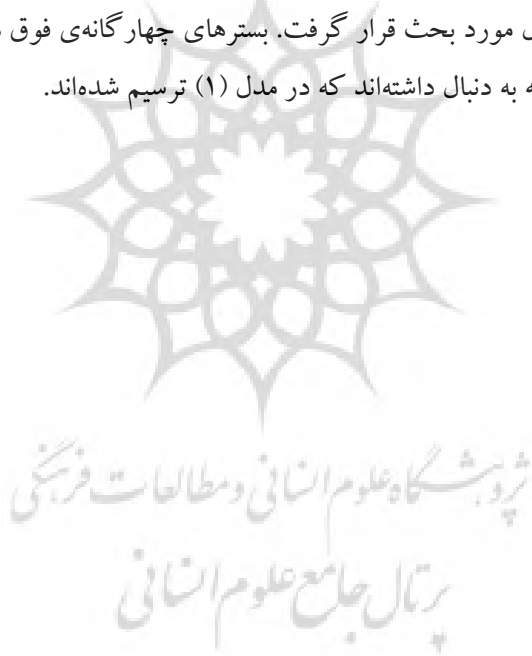 مورد بحث قرار گرفت. بسترهای چهارگانه‌ی فوق
به دنبال داشته‌اند که در مدل (۱) ترسیم شده‌اند.
پژوهشگاه علوم انسانی و مطالعات فرهنگی
پرتال جامع علوم انسانی